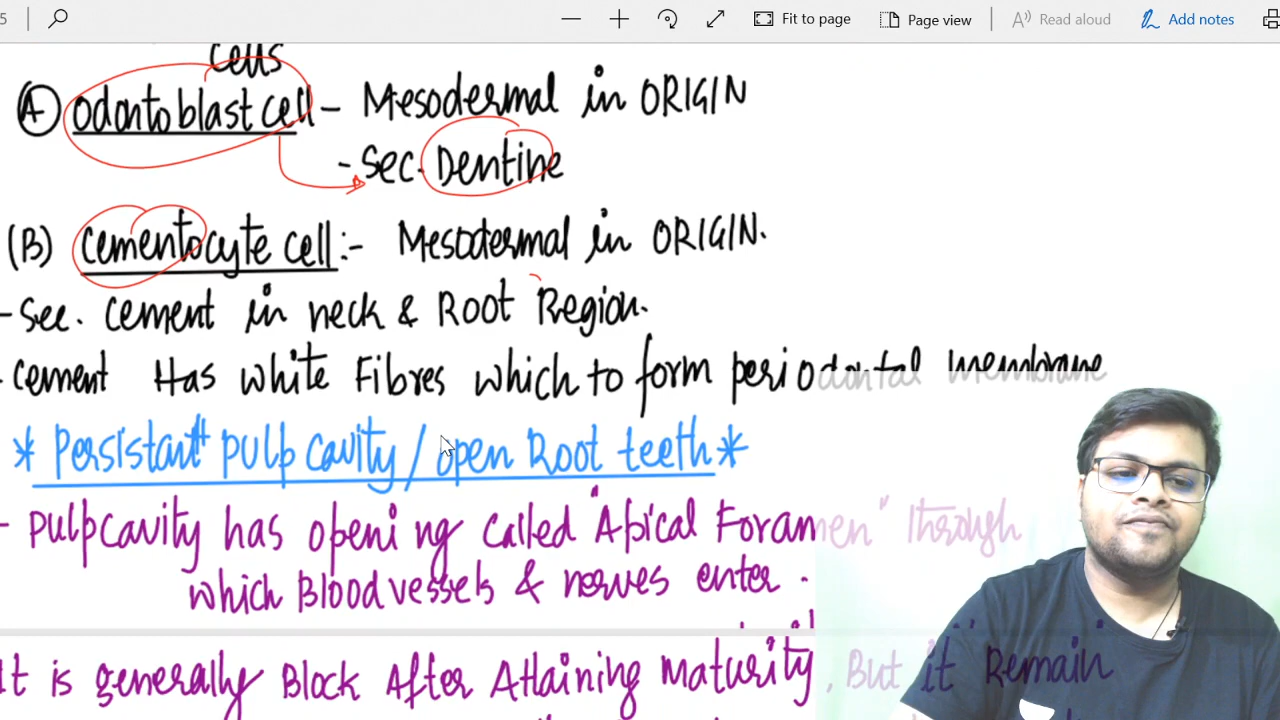 5 Fit to page Page view Read aloud Add notes
Cells
(A) Odontoblast cell - Mesodermal in ORIGIN
- Sec. Dentine
(B) Cementocyte cell:- Mesodermal in ORIGIN.
- Sec. cement in neck & Root Region.
- Cement Has white Fibres which to form periodontal membrane
* Persistant pulp cavity / open Root teeth *
- Pulpcavity has opening called "Apical Foramen" through
which Blood vessels & nerves enter.
It is generally Block After Attaining maturity, But it Remain